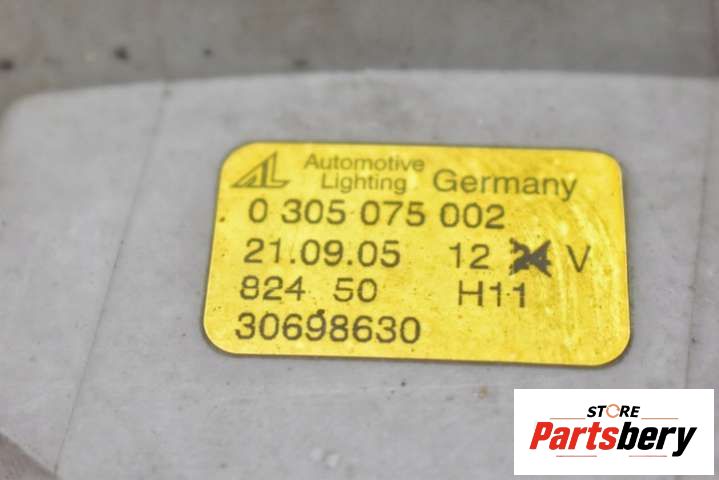 AL Automotive Lighting Germany
0 305 075 002
21.09.05 12 24 V
824 50 H11
30698630
STORE
Partsbery